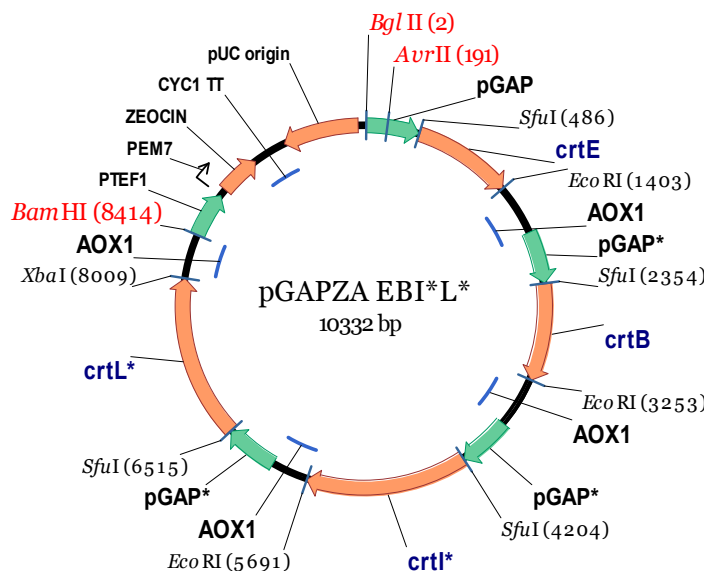 Bgl II (2)
AvrII (191)
pGAP
SfuI (486)
crtE
EcoRI (1403)
AOX1
pGAP*
SfuI (2354)
crtB
EcoRI (3253)
AOX1
pGAP*
SfuI (4204)
crtI*
EcoRI (5691)
AOX1
pGAP*
SfuI (6515)
crtL*
XbaI (8009)
AOX1
BamHI (8414)
PTEF1
PEM7
ZEOCIN
CYC1 TT
pUC origin
pGAPZA EBI*L*
10332 bp